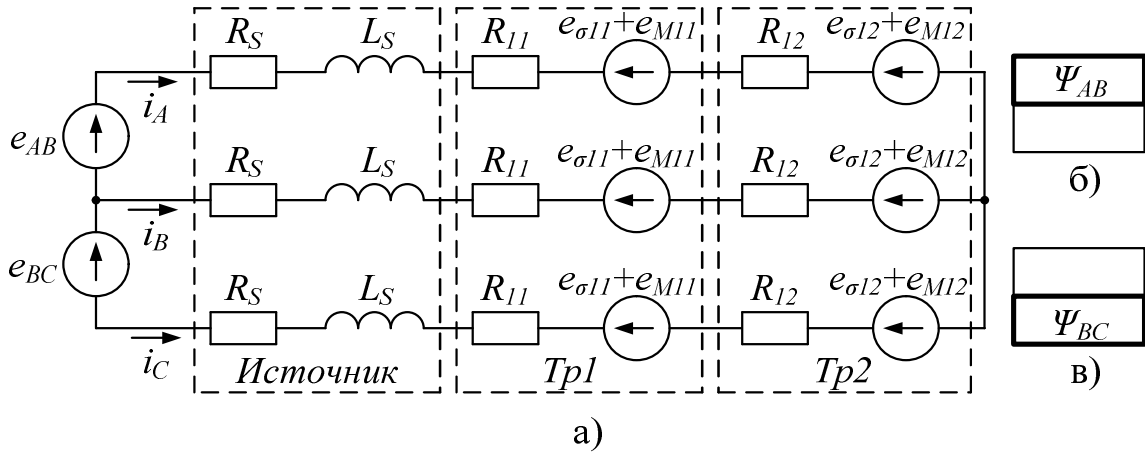 R_S L_S R_11 e_σ11+e_M11 R_12 e_σ12+e_M12
i_A
Ψ_AB
e_AB
б)
R_S L_S R_11 e_σ11+e_M11 R_12 e_σ12+e_M12
i_B
e_BC
R_S L_S R_11 e_σ11+e_M11 R_12 e_σ12+e_M12
Ψ_BC
i_C
Источник Тр1 Тр2
в)
а)